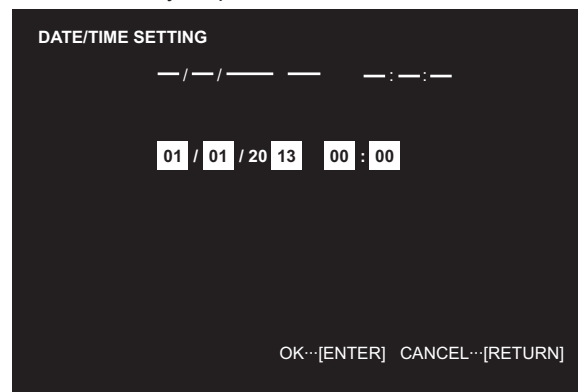 DATE/TIME SETTING
–/–/–– –– –:–:–
01 / 01 / 20 13 00 : 00
OK···[ENTER] CANCEL···[RETURN]